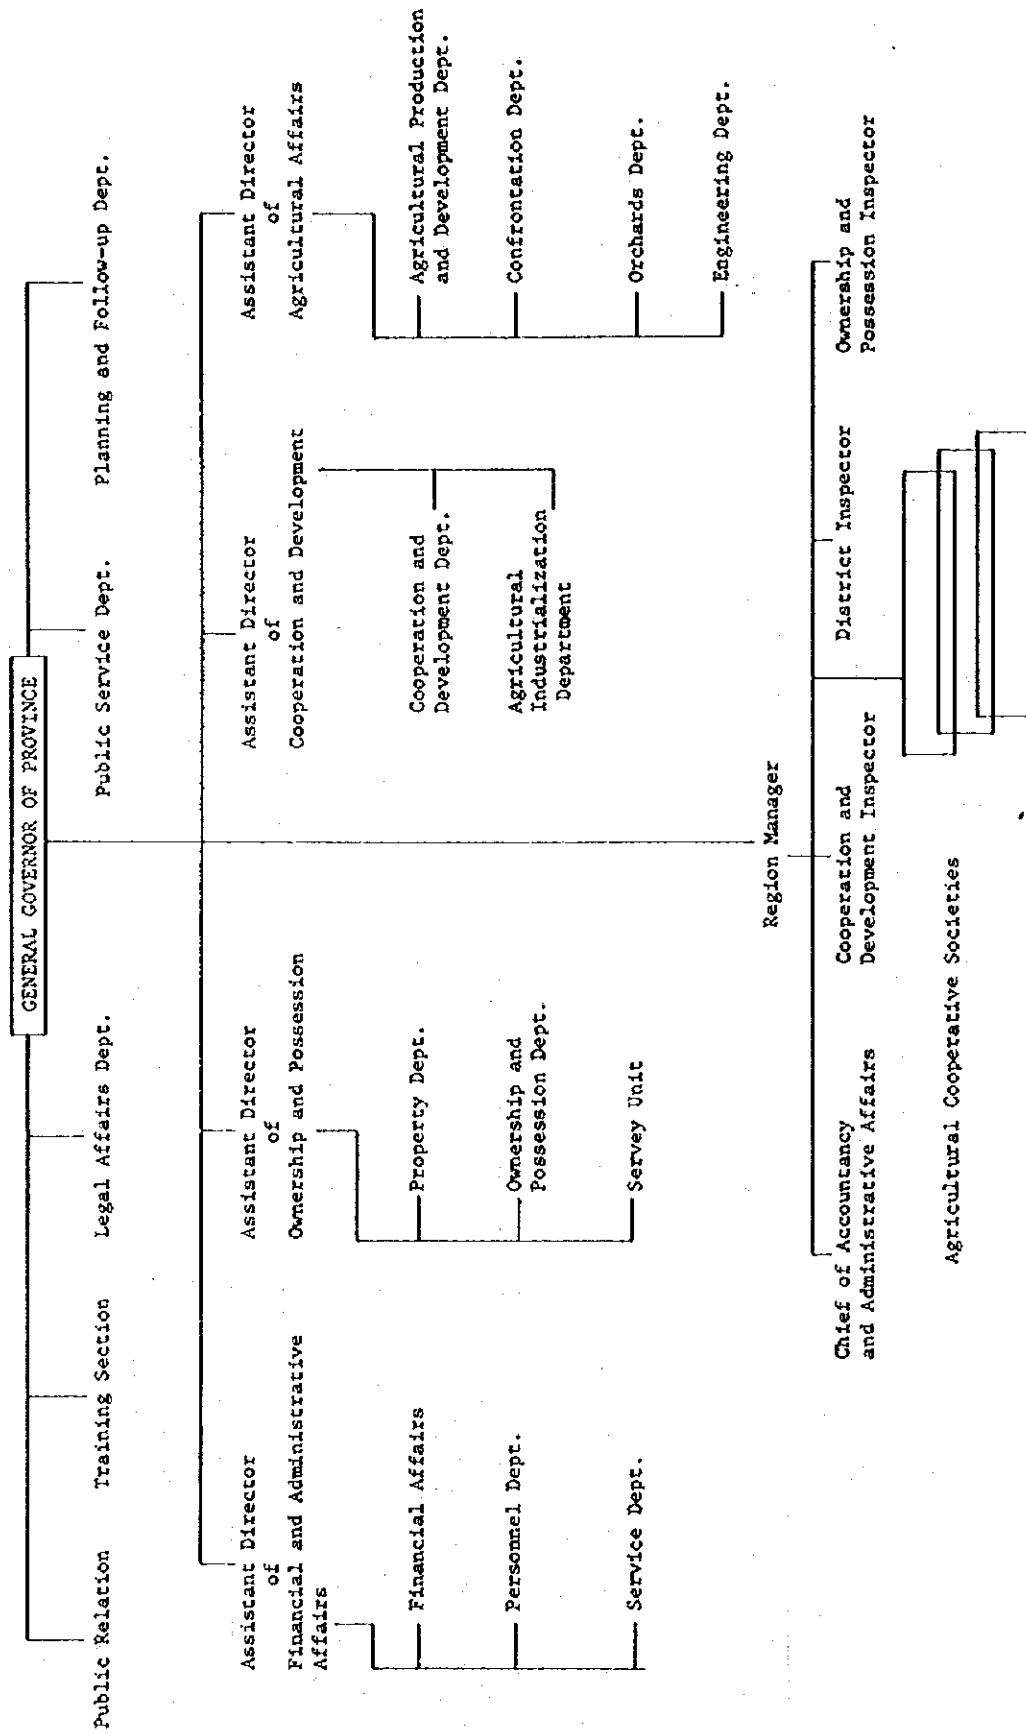 GENERAL GOVERNOR OF PROVINCE
Public Relation
Training Section
Legal Affairs Dept.
Public Service Dept.
Planning and Follow-up Dept.
Assistant Director
of
Financial and Administrative
Affairs
Financial Affairs
Personnel Dept.
Service Dept.
Assistant Director
of
Ownership and Possession
Property Dept.
Ownership and
Possession Dept.
Servey Unit
Assistant Director
of
Cooperation and Development
Cooperation and
Development Dept.
Agricultural
Industrialization
Department
Assistant Director
of
Agricultural Affairs
Agricultural Production
and Development Dept.
Confrontation Dept.
Orchards Dept.
Engineering Dept.
Region Manager
Chief of Accountancy
and Administrative Affairs
Cooperation and
Development Inspector
District Inspector
Ownership and
Possession Inspector
Agricultural Cooperative Societies